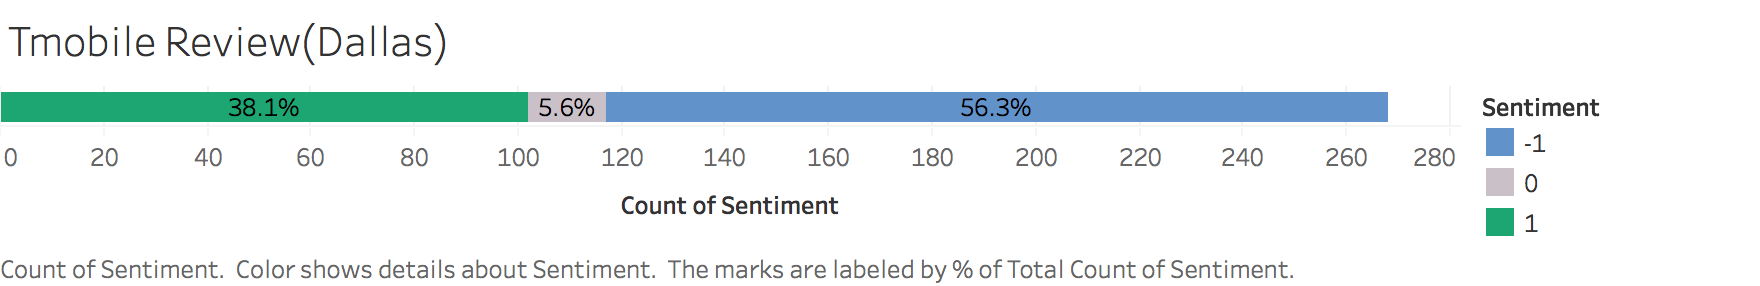 Tmobile Review(Dallas)
38.1% 5.6% 56.3%
0 20 40 60 80 100 120 140 160 180 200 220 240 260 280
Count of Sentiment
Sentiment
-1
0
1
Count of Sentiment.  Color shows details about Sentiment.  The marks are labeled by % of Total Count of Sentiment.